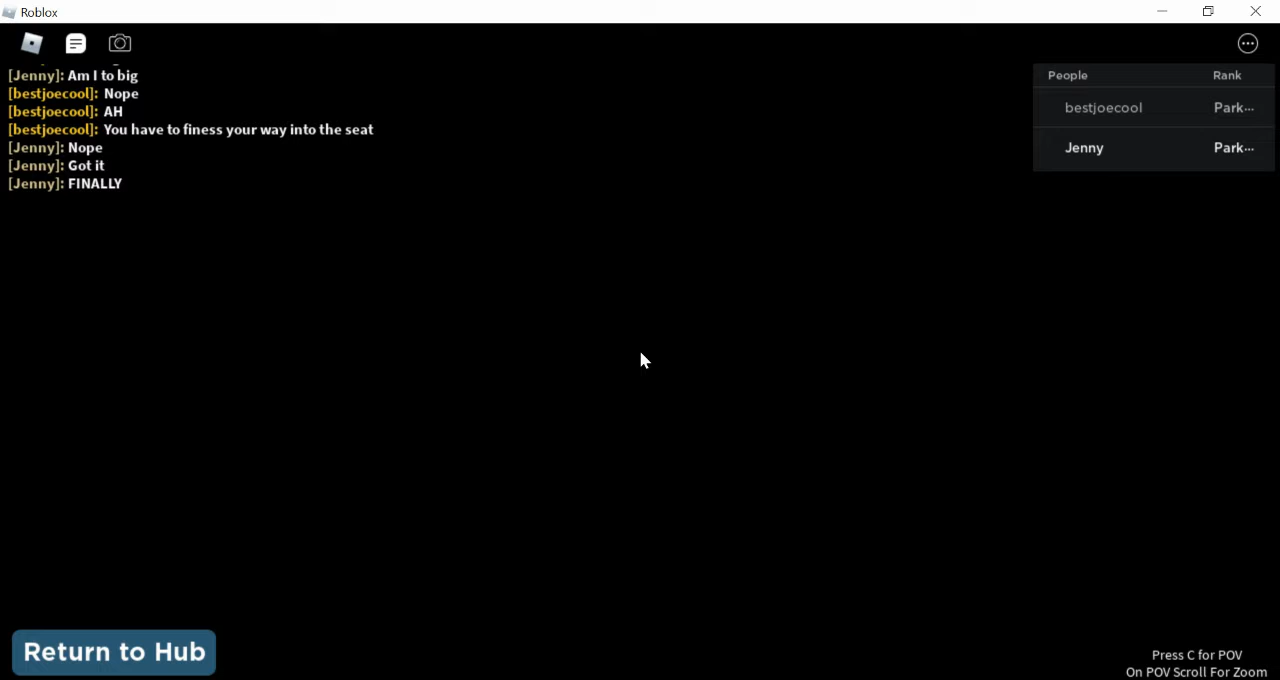 Roblox
[Jenny]: Am I to big
[bestjoecool]: Nope
[bestjoecool]: AH
[bestjoecool]: You have to finess your way into the seat
[Jenny]: Nope
[Jenny]: Got it
[Jenny]: FINALLY
People Rank
bestjoecool Park...
Jenny Park...
Return to Hub
Press C for POV
On POV Scroll For Zoom